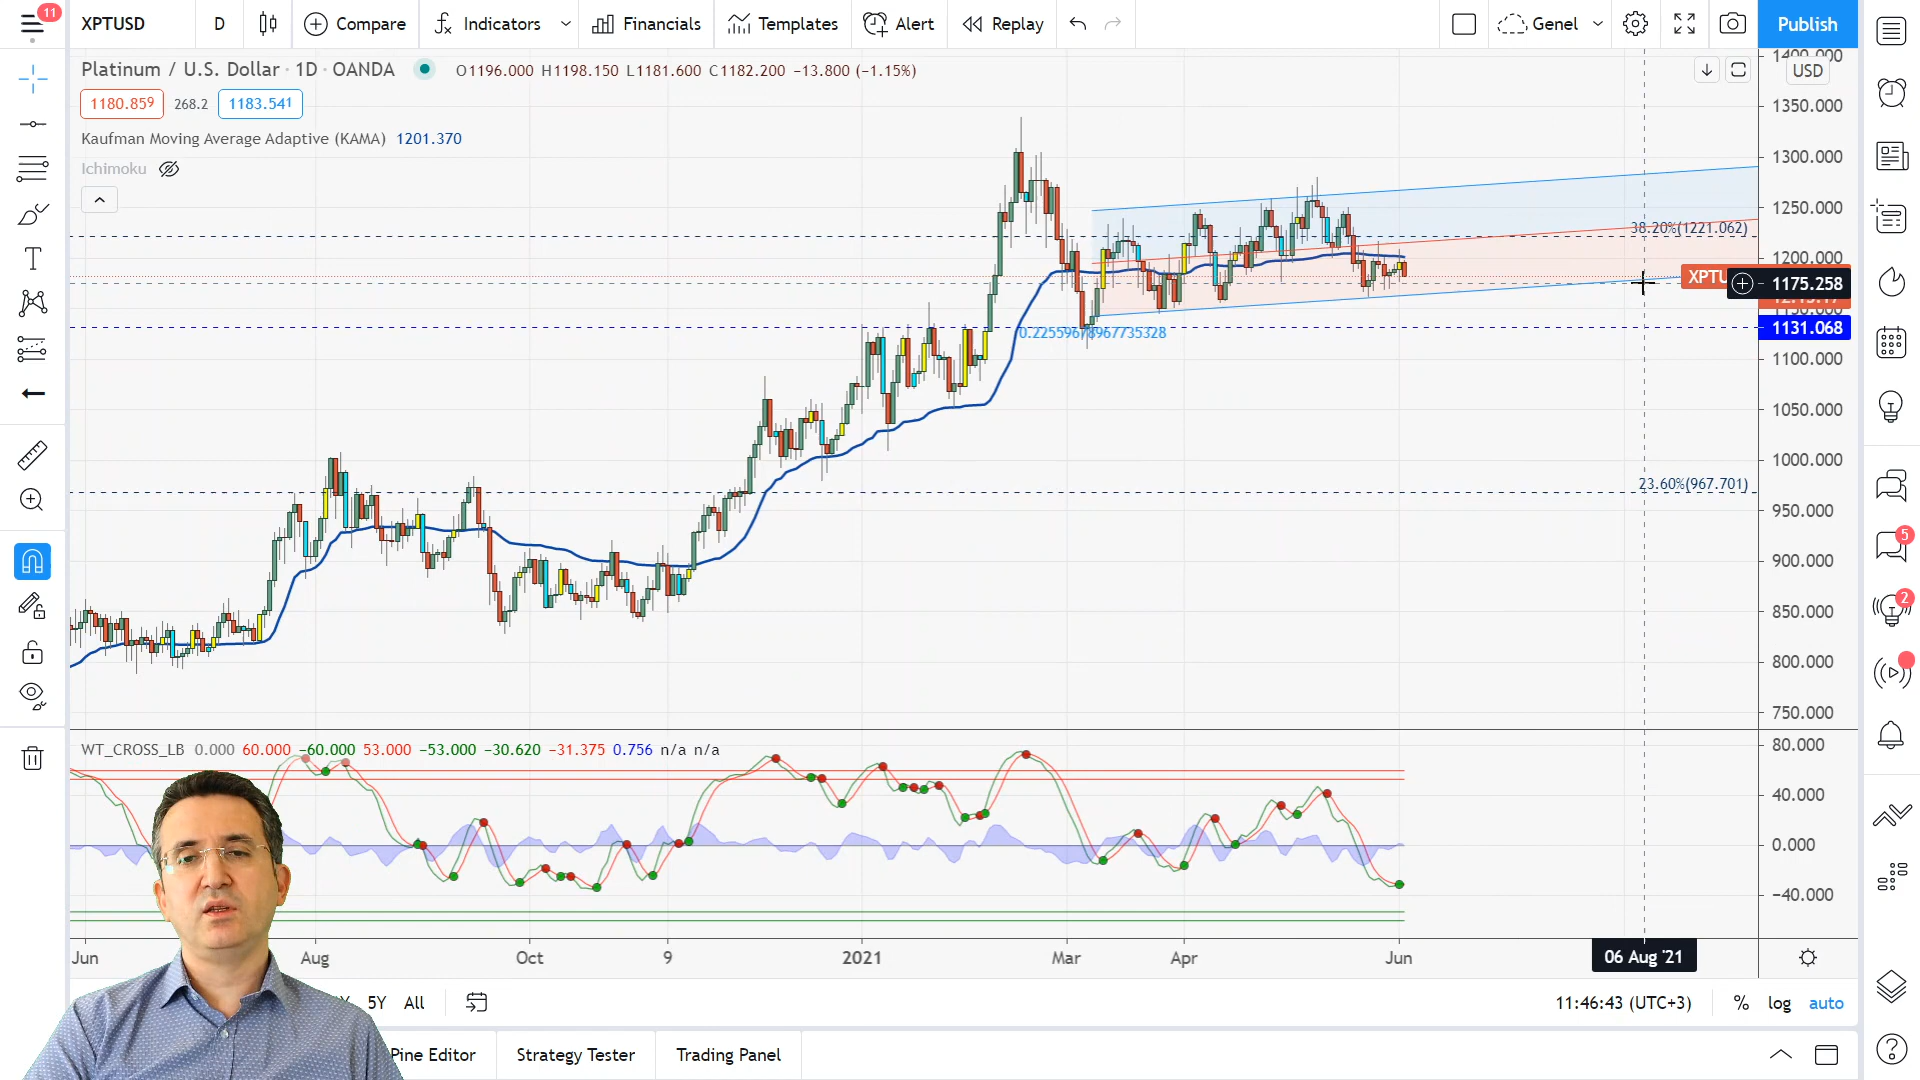 11
XPTUSD
D
Compare
Indicators
Financials
Templates
Alert
Replay
Genel
Publish
Platinum / U.S. Dollar · 1D · OANDA
O1196.000 H1198.150 L1181.600 C1182.200 −13.800 (−1.15%)
USD
1180.859
268.2
1183.541
Kaufman Moving Average Adaptive (KAMA) 1201.370
Ichimoku
1350.000
1300.000
1250.000
38.20%(1221.062)
1200.000
XPTU
1175.258
1131.068
0.22559678967735328
1100.000
1050.000
1000.000
23.60%(967.701)
950.000
900.000
850.000
800.000
750.000
WT_CROSS_LB 0.000 60.000 −60.000 53.000 −53.000 −30.620 −31.375 0.756 n/a n/a
80.000
40.000
0.000
−40.000
Jun
Aug
Oct
9
2021
Mar
Apr
Jun
06 Aug '21
5Y
All
11:46:43 (UTC+3)
%
log
auto
Pine Editor
Strategy Tester
Trading Panel
5
2